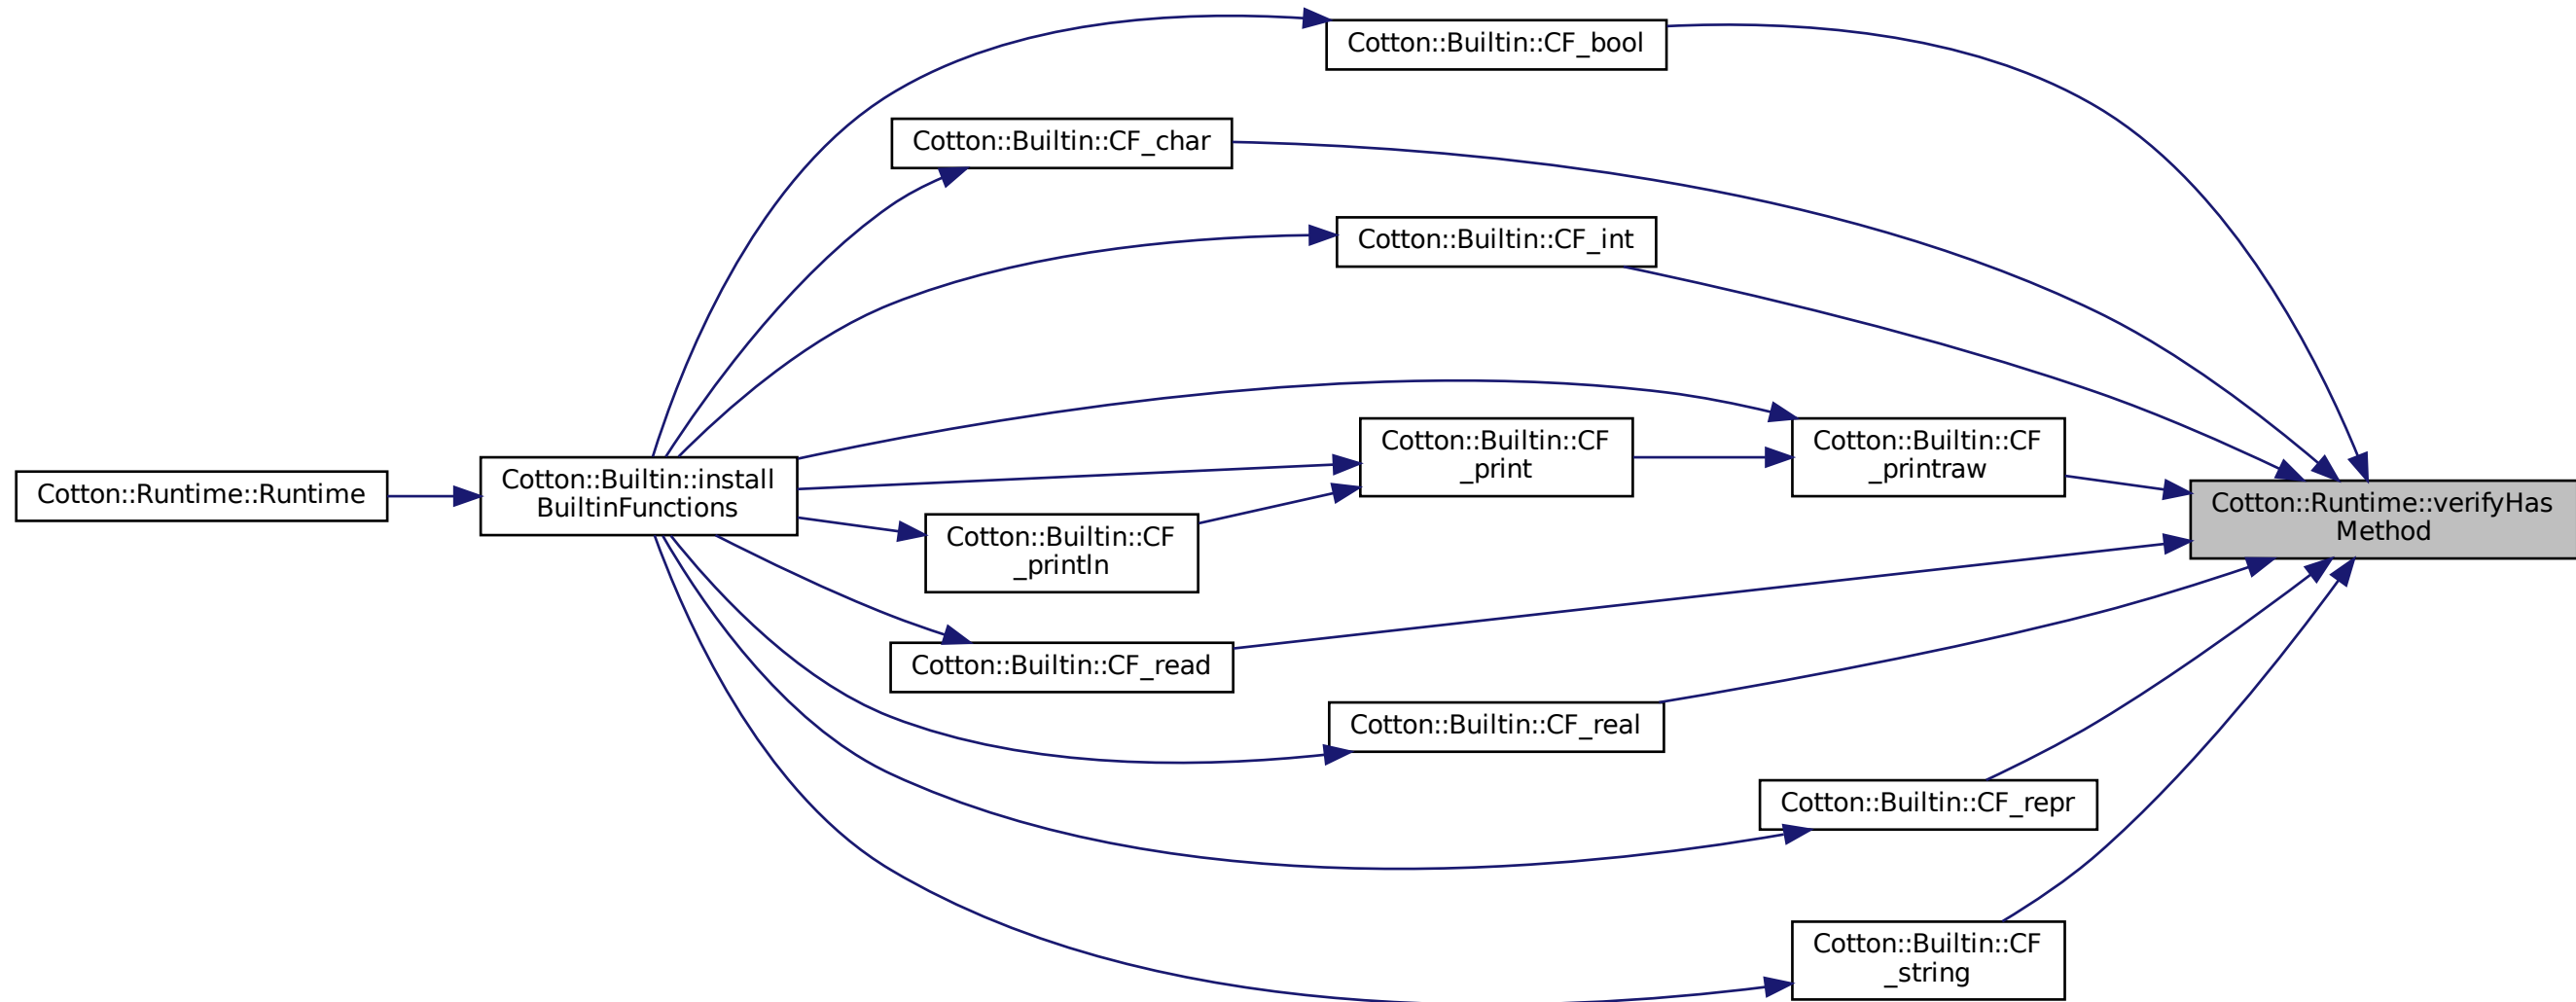 Cotton::Builtin::CF_bool
Cotton::Builtin::CF_char
Cotton::Builtin::CF_int
Cotton::Builtin::CF
_print
Cotton::Builtin::CF
_printraw
Cotton::Runtime::Runtime
Cotton::Builtin::install
BuiltinFunctions
Cotton::Runtime::verifyHas
Method
Cotton::Builtin::CF
_println
Cotton::Builtin::CF_read
Cotton::Builtin::CF_real
Cotton::Builtin::CF_repr
Cotton::Builtin::CF
_string